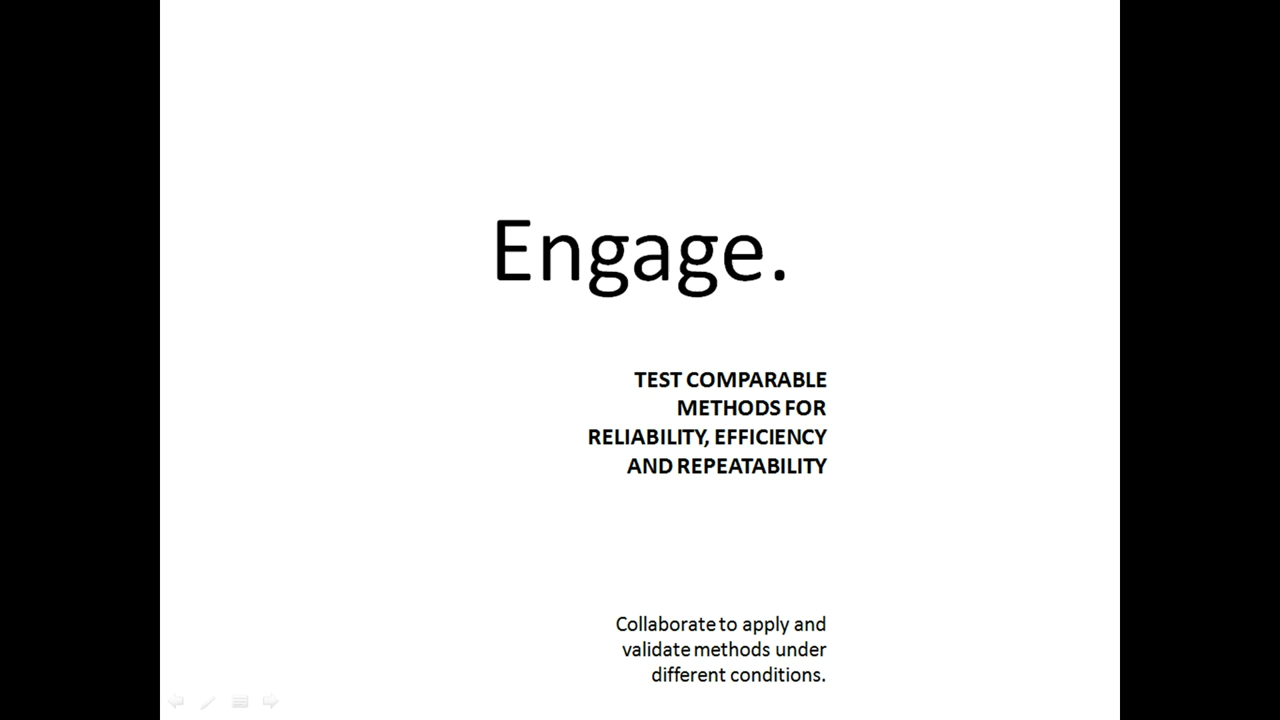 Engage.
TEST COMPARABLE
METHODS FOR
RELIABILITY, EFFICIENCY
AND REPEATABILITY
Collaborate to apply and
validate methods under
different conditions.